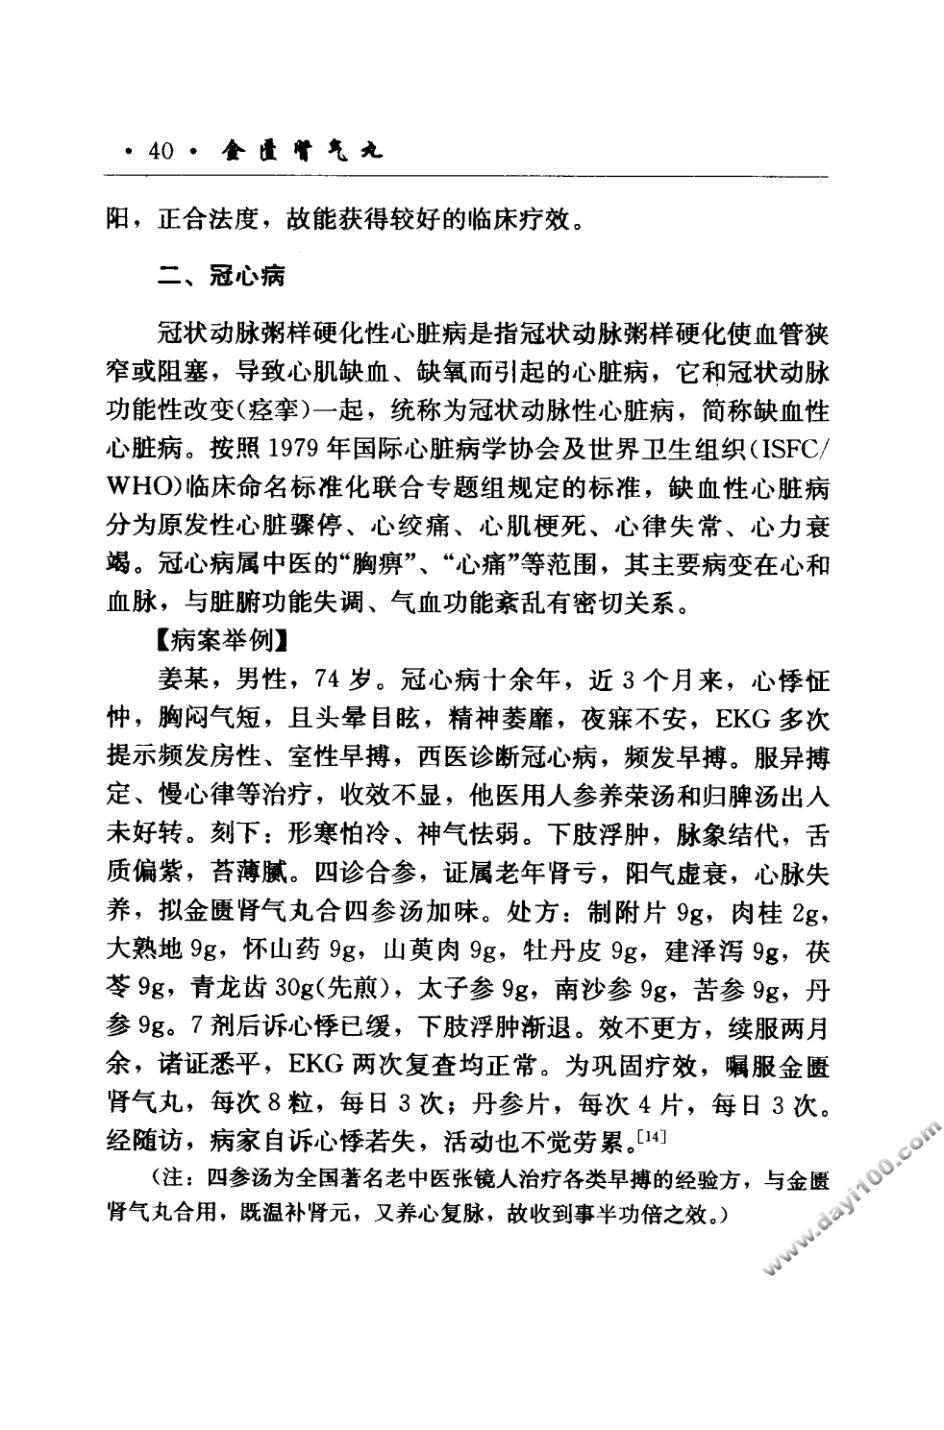 ·40· 金匮肾气丸
阳，正合法度，故能获得较好的临床疗效。
二、冠心病
冠状动脉粥样硬化性心脏病是指冠状动脉粥样硬化使血管狭
窄或阻塞，导致心肌缺血、缺氧而引起的心脏病，它和冠状动脉
功能性改变(痉挛)一起，统称为冠状动脉性心脏病，简称缺血性
心脏病。按照 1979 年国际心脏病学协会及世界卫生组织(ISFC/
WHO)临床命名标准化联合专题组规定的标准，缺血性心脏病
分为原发性心脏骤停、心绞痛、心肌梗死、心律失常、心力衰
竭。冠心病属中医的“胸痹”、“心痛”等范围，其主要病变在心和
血脉，与脏腑功能失调、气血功能紊乱有密切关系。
【病案举例】
姜某，男性，74 岁。冠心病十余年，近 3 个月来，心悸怔
忡，胸闷气短，且头晕目眩，精神萎靡，夜寐不安，EKG 多次
提示频发房性、室性早搏，西医诊断冠心病，频发早搏。服异搏
定、慢心律等治疗，收效不显，他医用人参养荣汤和归脾汤出入
未好转。刻下：形寒怕冷、神气怯弱。下肢浮肿，脉象结代，舌
质偏紫，苔薄腻。四诊合参，证属老年肾亏，阳气虚衰，心脉失
养，拟金匮肾气丸合四参汤加味。处方：制附片 9g，肉桂 2g，
大熟地 9g，怀山药 9g，山萸肉 9g，牡丹皮 9g，建泽泻 9g，茯
苓 9g，青龙齿 30g(先煎)，太子参 9g，南沙参 9g，苦参 9g，丹
参 9g。7 剂后诉心悸已缓，下肢浮肿渐退。效不更方，续服两月
余，诸证悉平，EKG 两次复查均正常。为巩固疗效，嘱服金匮
肾气丸，每次 8 粒，每日 3 次；丹参片，每次 4 片，每日 3 次。
经随访，病家自诉心悸若失，活动也不觉劳累。[14]
（注：四参汤为全国著名老中医张镜人治疗各类早搏的经验方，与金匮
肾气丸合用，既温补肾元，又养心复脉，故收到事半功倍之效。）
www.dayi100.com